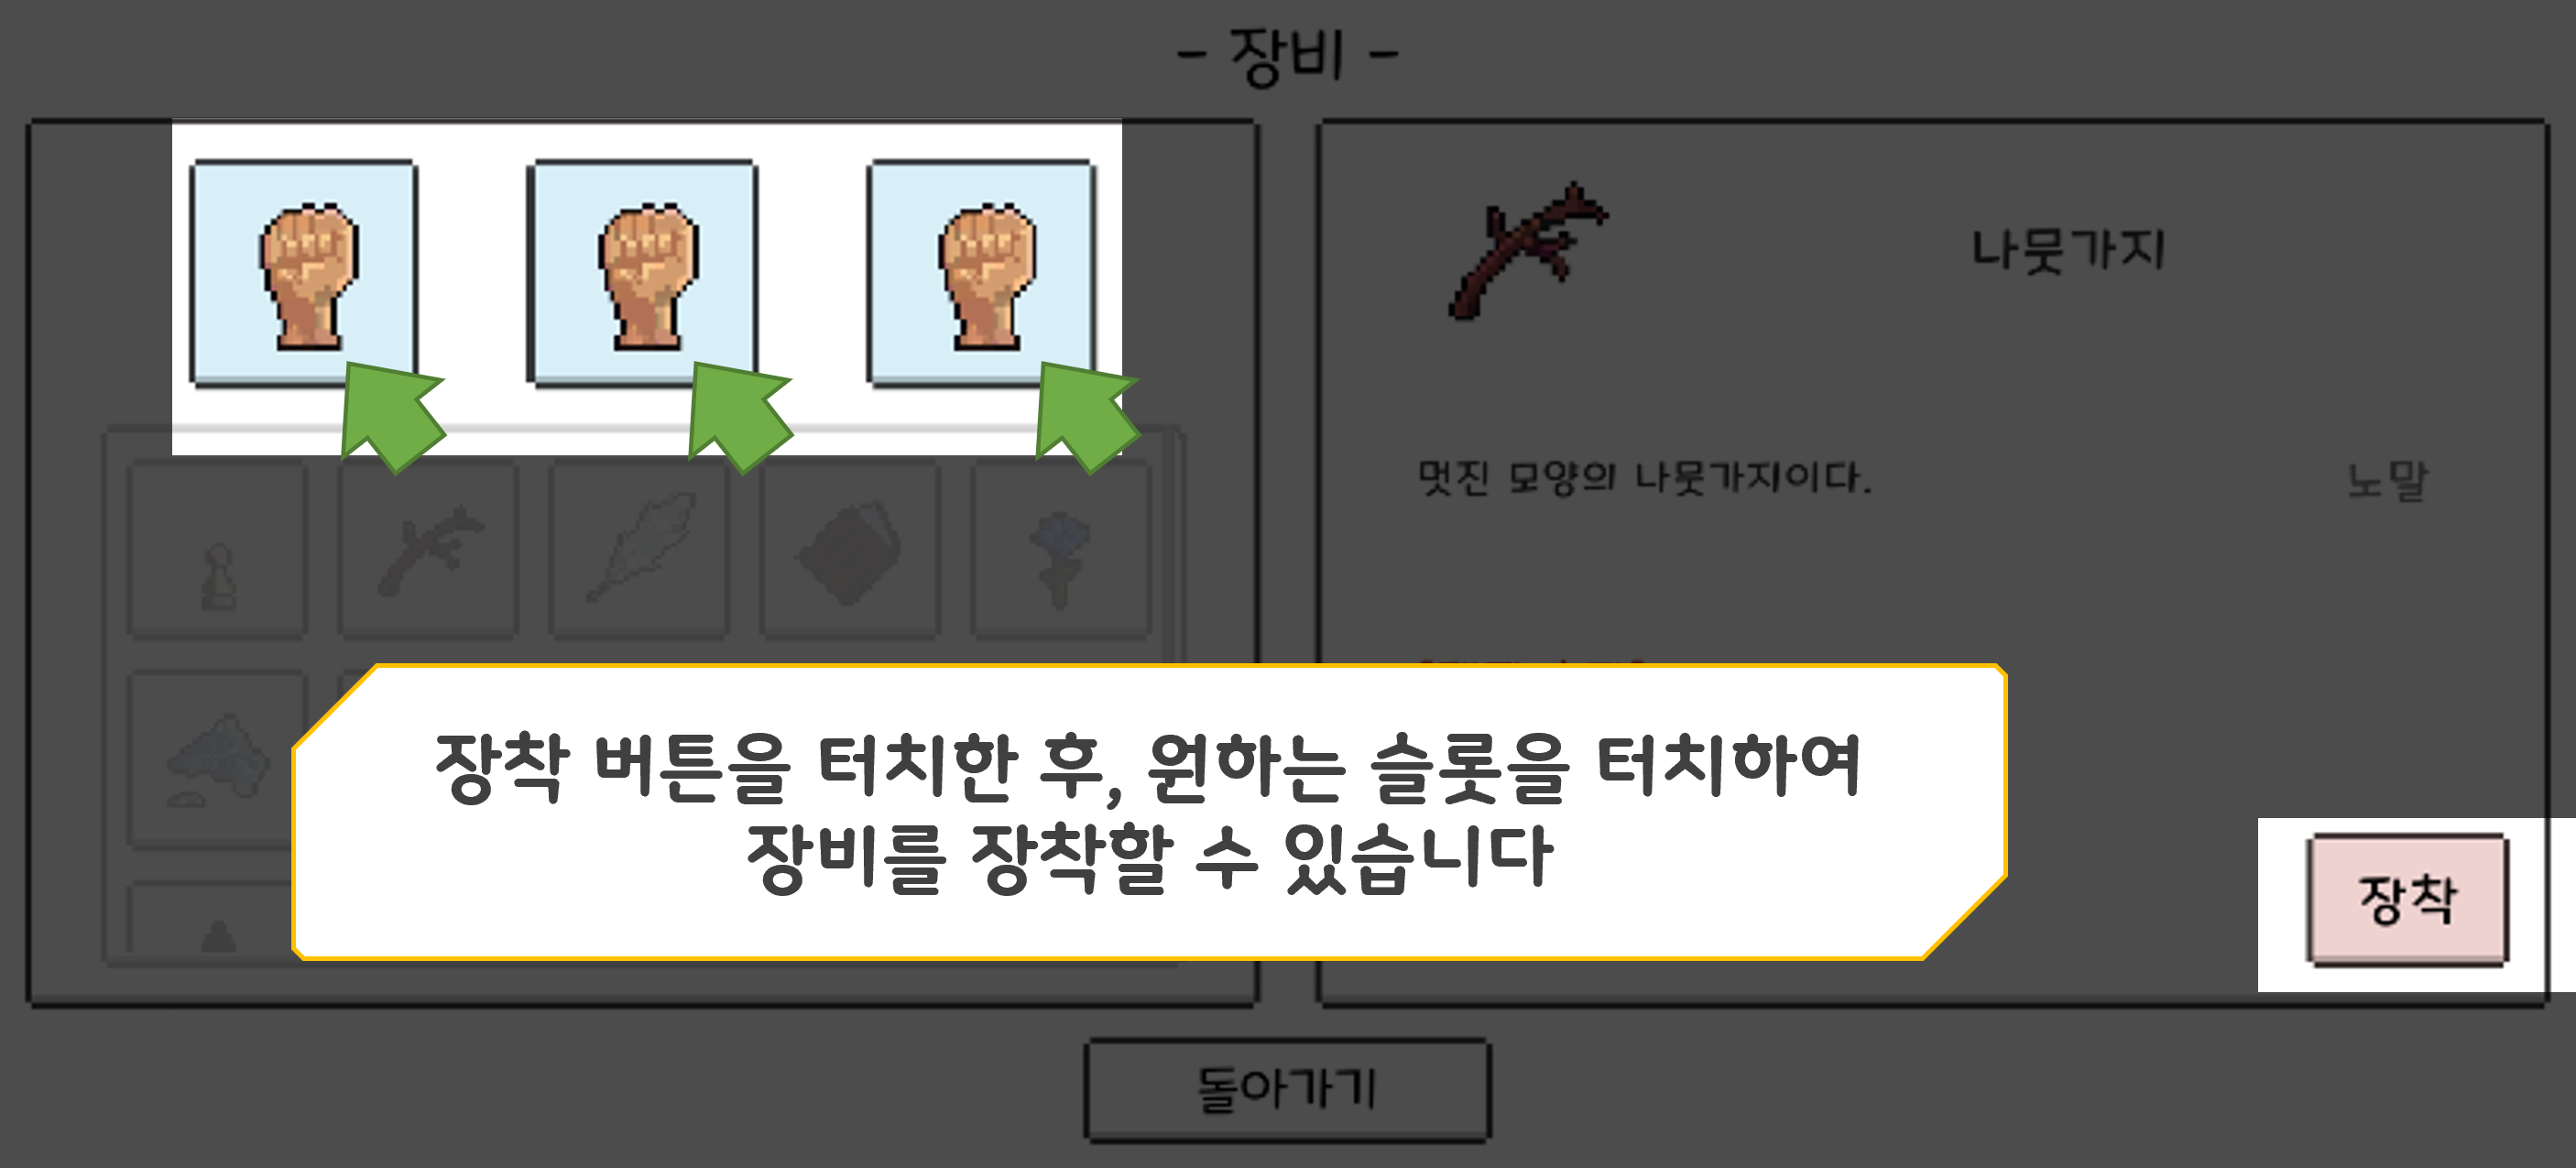 - 장비 -
나뭇가지
멋진 모양의 나뭇가지이다.
노말
장착 버튼을 터치한 후, 원하는 슬롯을 터치하여
장비를 장착할 수 있습니다
장착
돌아가기